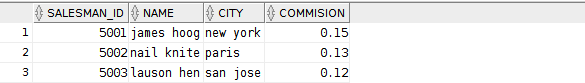 SALESMAN_ID NAME CITY COMMISION
1 5001 james hoog new york 0.15
2 5002 nail knite paris 0.13
3 5003 lauson hen san jose 0.12